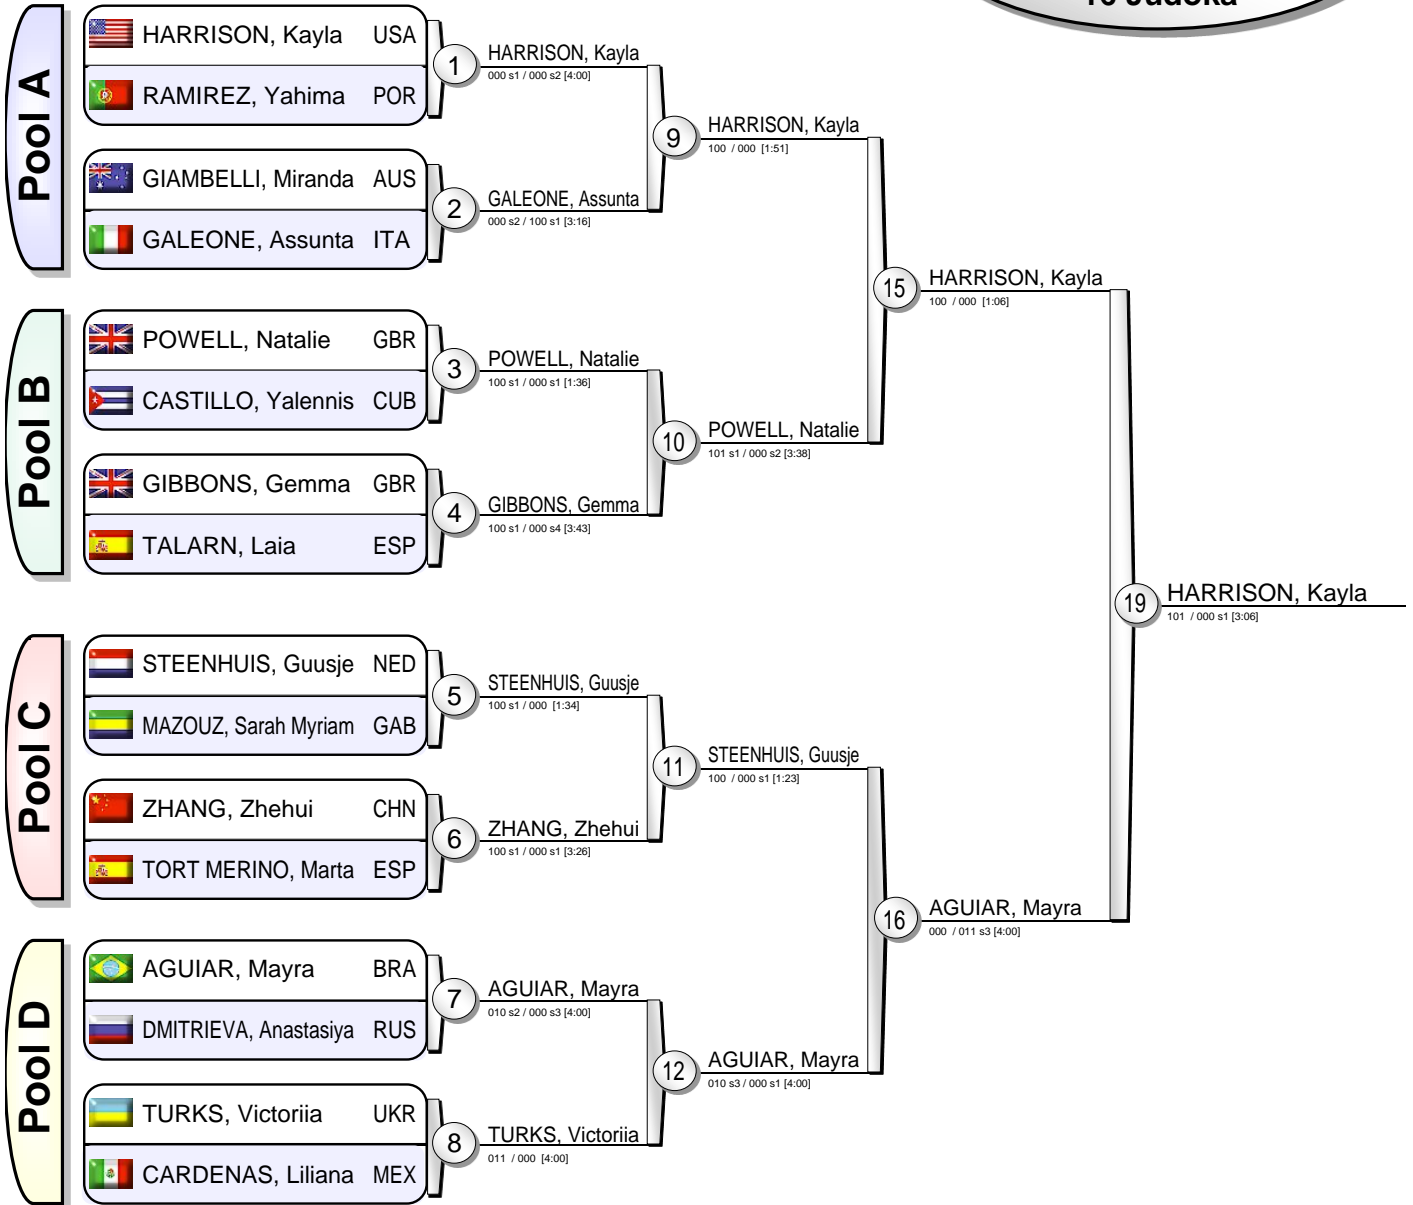 16 Judoka
Pool A
HARRISON, Kayla USA
RAMIREZ, Yahima POR
GIAMBELLI, Miranda AUS
GALEONE, Assunta ITA
1
HARRISON, Kayla
000 s1 / 000 s2 [4:00]
2
GALEONE, Assunta
000 s2 / 100 s1 [3:16]
9
HARRISON, Kayla
100 / 000 [1:51]
Pool B
POWELL, Natalie GBR
CASTILLO, Yalennis CUB
GIBBONS, Gemma GBR
TALARN, Laia ESP
3
POWELL, Natalie
100 s1 / 000 s1 [1:36]
4
GIBBONS, Gemma
100 s1 / 000 s4 [3:43]
10
POWELL, Natalie
101 s1 / 000 s2 [3:38]
15
HARRISON, Kayla
100 / 000 [1:06]
Pool C
STEENHUIS, Guusje NED
MAZOUZ, Sarah Myriam GAB
ZHANG, Zhehui CHN
TORT MERINO, Marta ESP
5
STEENHUIS, Guusje
100 s1 / 000 [1:34]
6
ZHANG, Zhehui
100 s1 / 000 s1 [3:26]
11
STEENHUIS, Guusje
100 / 000 s1 [1:23]
Pool D
AGUIAR, Mayra BRA
DMITRIEVA, Anastasiya RUS
TURKS, Victoriia UKR
CARDENAS, Liliana MEX
7
AGUIAR, Mayra
010 s2 / 000 s3 [4:00]
8
TURKS, Victoriia
011 / 000 [4:00]
12
AGUIAR, Mayra
010 s3 / 000 s1 [4:00]
16
AGUIAR, Mayra
000 / 011 s3 [4:00]
19
HARRISON, Kayla
101 / 000 s1 [3:06]